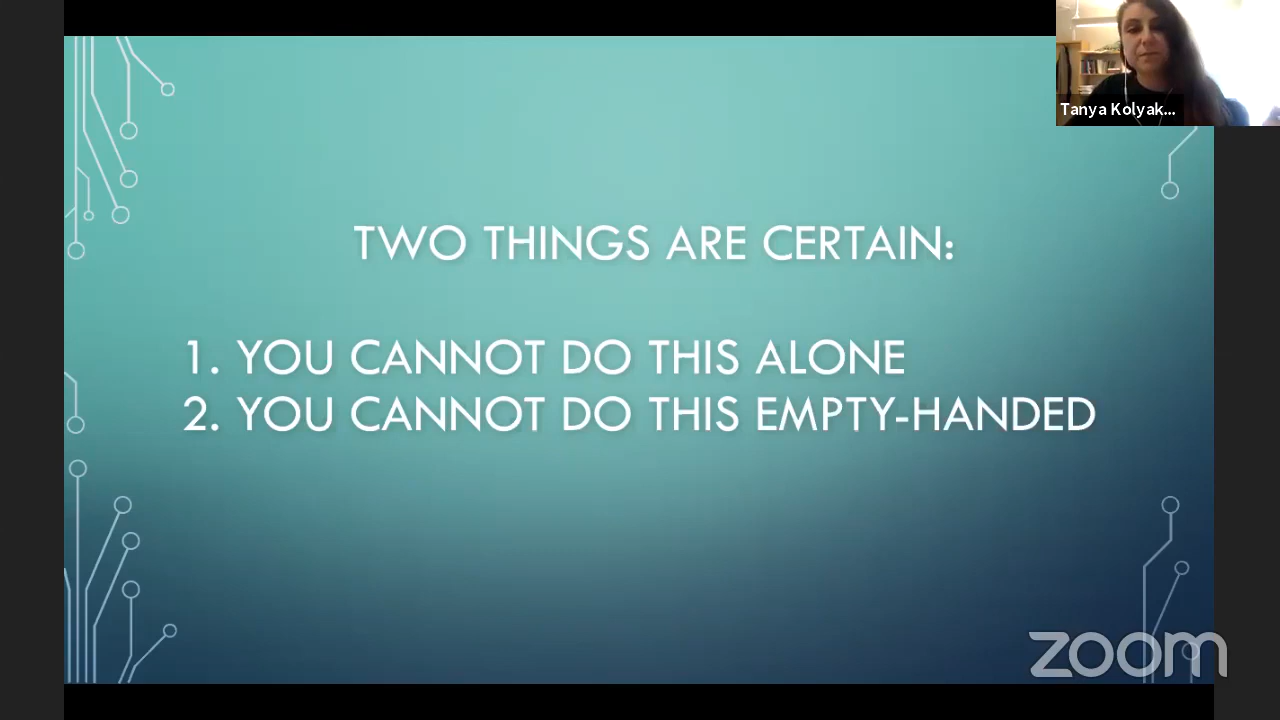 Tanya Kolyak...
TWO THINGS ARE CERTAIN:
1. YOU CANNOT DO THIS ALONE
2. YOU CANNOT DO THIS EMPTY-HANDED
zoom